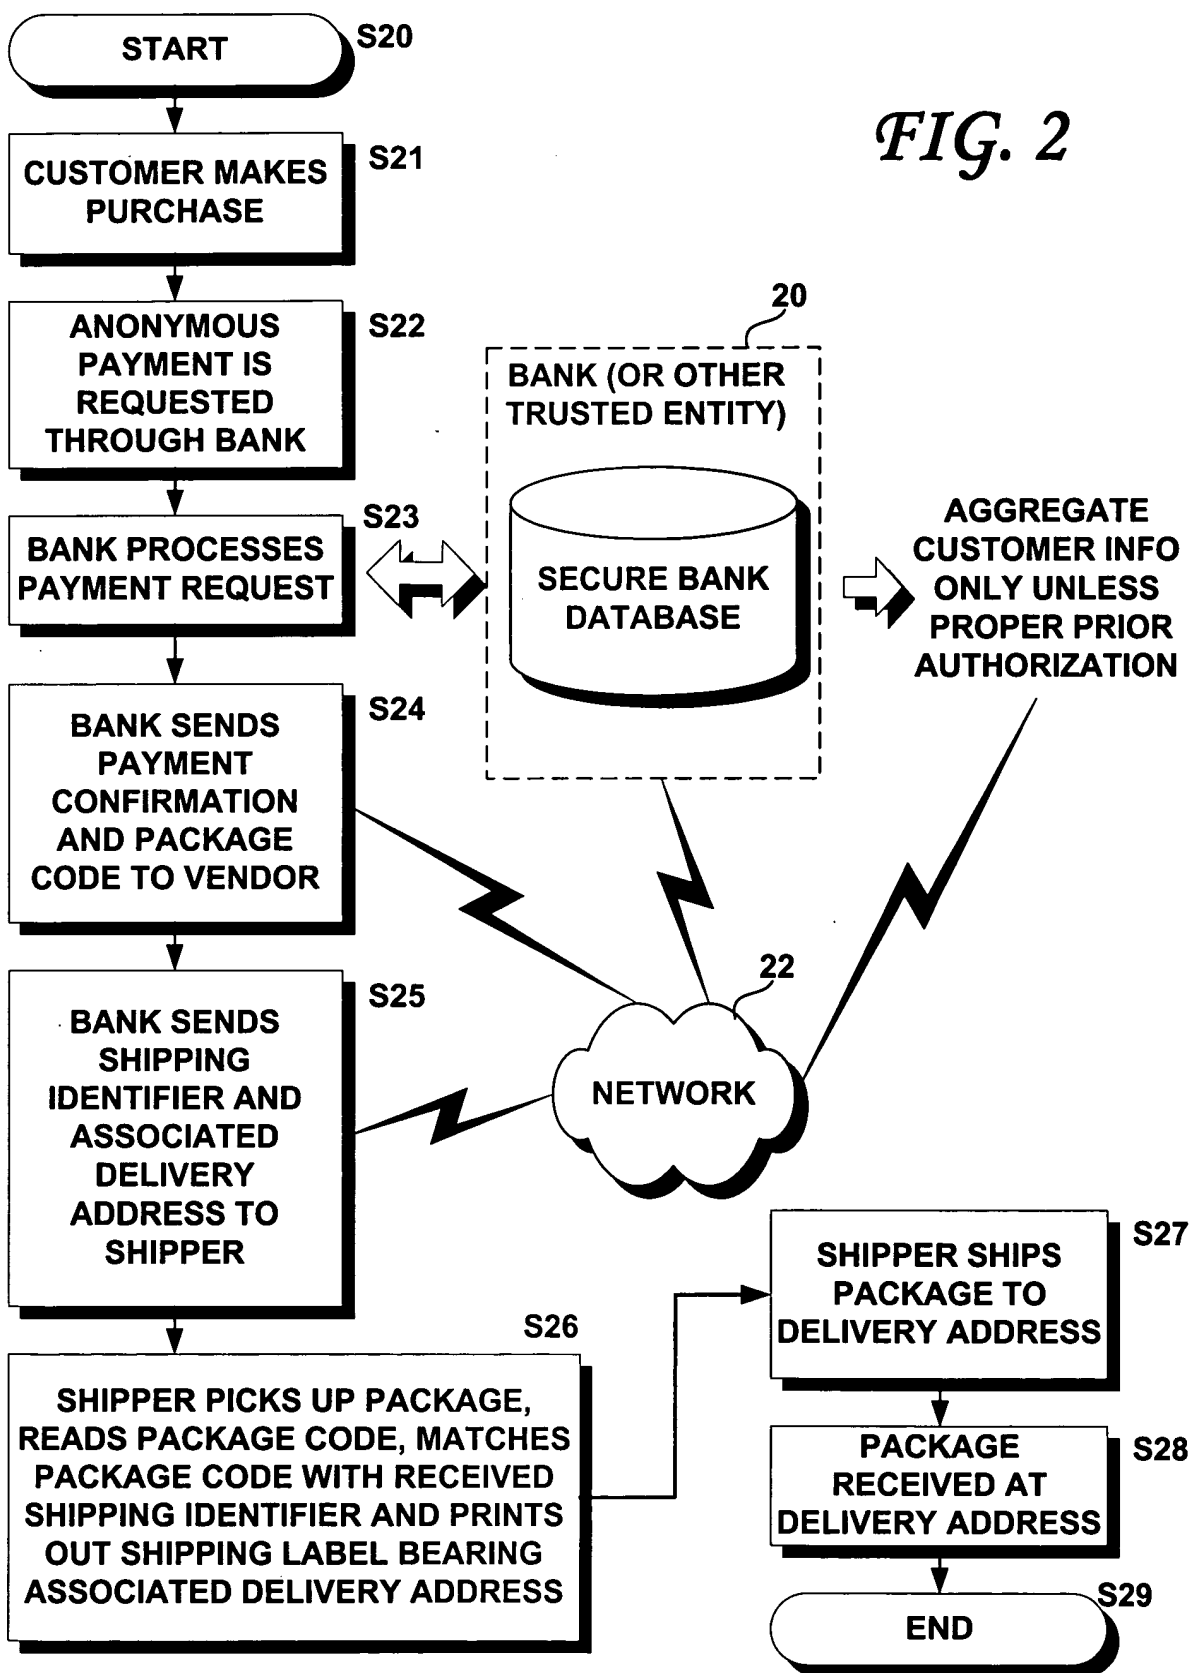 START
S20
FIG. 2
CUSTOMER MAKES
PURCHASE
S21
ANONYMOUS
PAYMENT IS
REQUESTED
THROUGH BANK
S22
BANK PROCESSES
PAYMENT REQUEST
S23
20
BANK (OR OTHER
TRUSTED ENTITY)
SECURE BANK
DATABASE
AGGREGATE
CUSTOMER INFO
ONLY UNLESS
PROPER PRIOR
AUTHORIZATION
BANK SENDS
PAYMENT
CONFIRMATION
AND PACKAGE
CODE TO VENDOR
S24
22
NETWORK
BANK SENDS
SHIPPING
IDENTIFIER AND
ASSOCIATED
DELIVERY
ADDRESS TO
SHIPPER
S25
SHIPPER PICKS UP PACKAGE,
READS PACKAGE CODE, MATCHES
PACKAGE CODE WITH RECEIVED
SHIPPING IDENTIFIER AND PRINTS
OUT SHIPPING LABEL BEARING
ASSOCIATED DELIVERY ADDRESS
S26
SHIPPER SHIPS
PACKAGE TO
DELIVERY ADDRESS
S27
PACKAGE
RECEIVED AT
DELIVERY ADDRESS
S28
END
S29